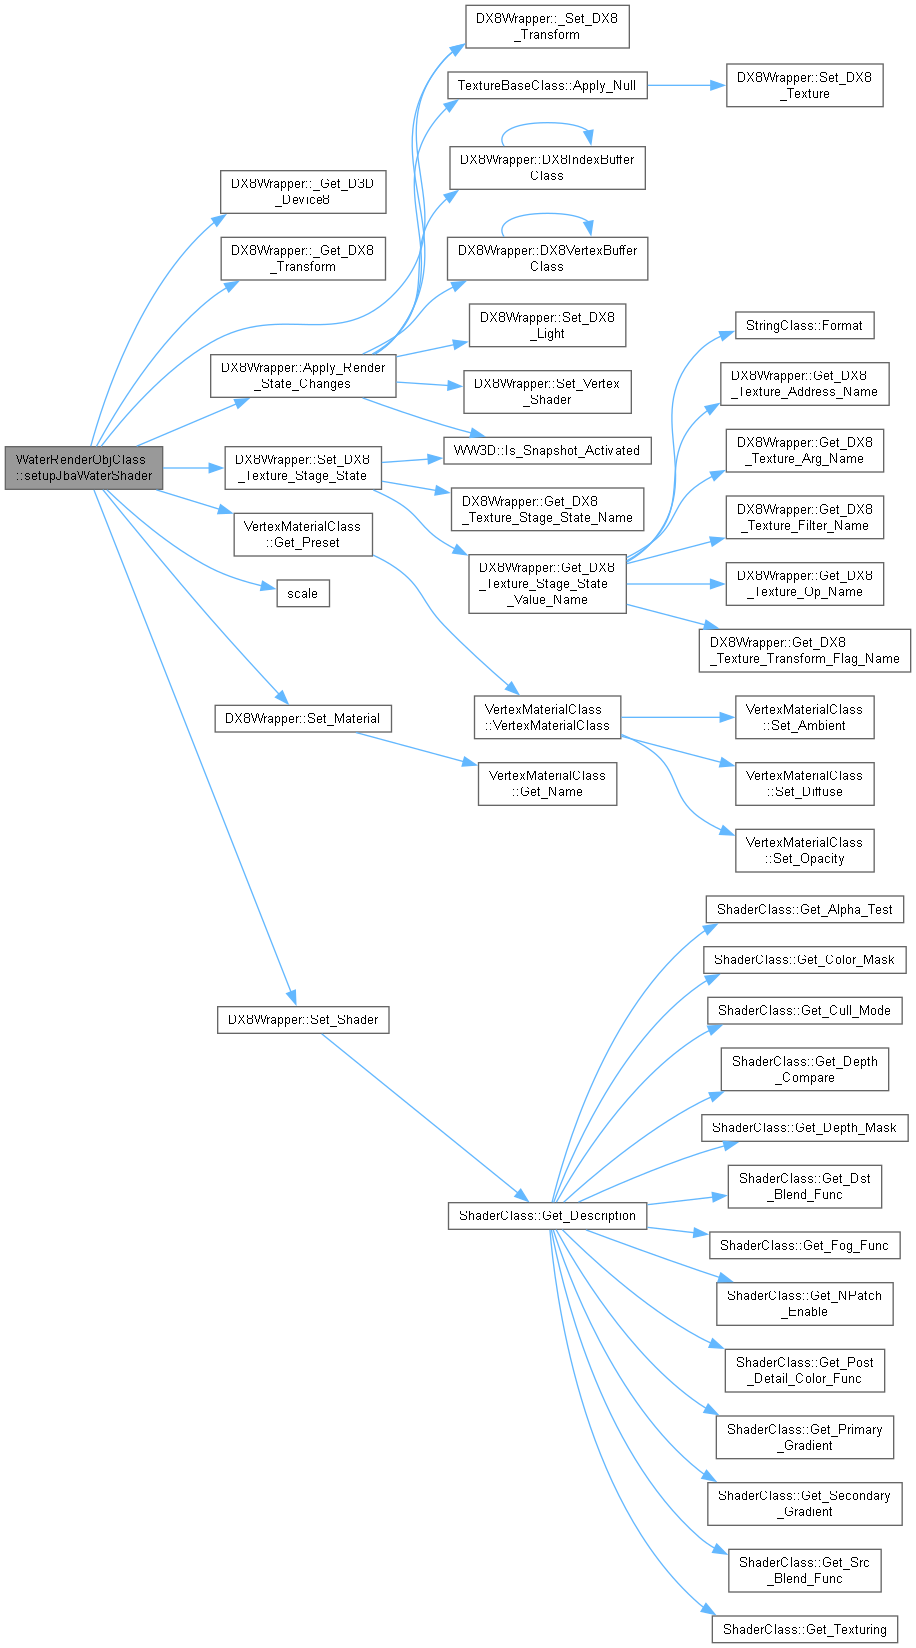 DX8Wrapper::_Set_DX8
_Transform
TextureBaseClass::Apply_Null
DX8Wrapper::Set_DX8
_Texture
DX8Wrapper::DX8IndexBuffer
Class
DX8Wrapper::_Get_D3D
_Device8
DX8Wrapper::_Get_DX8
_Transform
DX8Wrapper::DX8VertexBuffer
Class
DX8Wrapper::Set_DX8
_Light
StringClass::Format
DX8Wrapper::Apply_Render
_State_Changes
DX8Wrapper::Set_Vertex
_Shader
DX8Wrapper::Get_DX8
_Texture_Address_Name
WW3D::Is_Snapshot_Activated
DX8Wrapper::Get_DX8
_Texture_Arg_Name
WaterRenderObjClass
::setupJbaWaterShader
DX8Wrapper::Set_DX8
_Texture_Stage_State
DX8Wrapper::Get_DX8
_Texture_Stage_State_Name
DX8Wrapper::Get_DX8
_Texture_Filter_Name
VertexMaterialClass
::Get_Preset
DX8Wrapper::Get_DX8
_Texture_Stage_State
_Value_Name
DX8Wrapper::Get_DX8
_Texture_Op_Name
scale
DX8Wrapper::Get_DX8
_Texture_Transform_Flag_Name
VertexMaterialClass
::VertexMaterialClass
VertexMaterialClass
::Set_Ambient
DX8Wrapper::Set_Material
VertexMaterialClass
::Get_Name
VertexMaterialClass
::Set_Diffuse
VertexMaterialClass
::Set_Opacity
ShaderClass::Get_Alpha_Test
ShaderClass::Get_Color_Mask
DX8Wrapper::Set_Shader
ShaderClass::Get_Cull_Mode
ShaderClass::Get_Depth
_Compare
ShaderClass::Get_Depth_Mask
ShaderClass::Get_Dst
_Blend_Func
ShaderClass::Get_Description
ShaderClass::Get_Fog_Func
ShaderClass::Get_NPatch
_Enable
ShaderClass::Get_Post
_Detail_Color_Func
ShaderClass::Get_Primary
_Gradient
ShaderClass::Get_Secondary
_Gradient
ShaderClass::Get_Src
_Blend_Func
ShaderClass::Get_Texturing